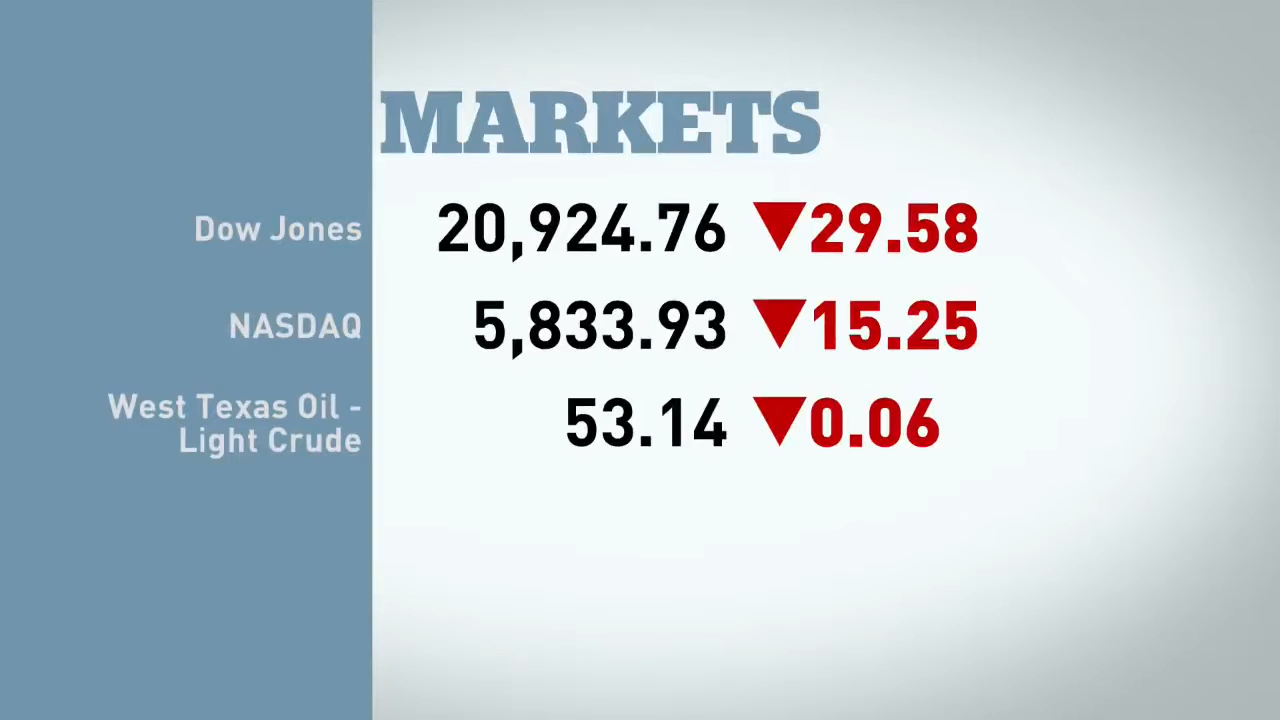 MARKETS
Dow Jones 20,924.76 ▼29.58
NASDAQ 5,833.93 ▼15.25
West Texas Oil -
Light Crude 53.14 ▼0.06